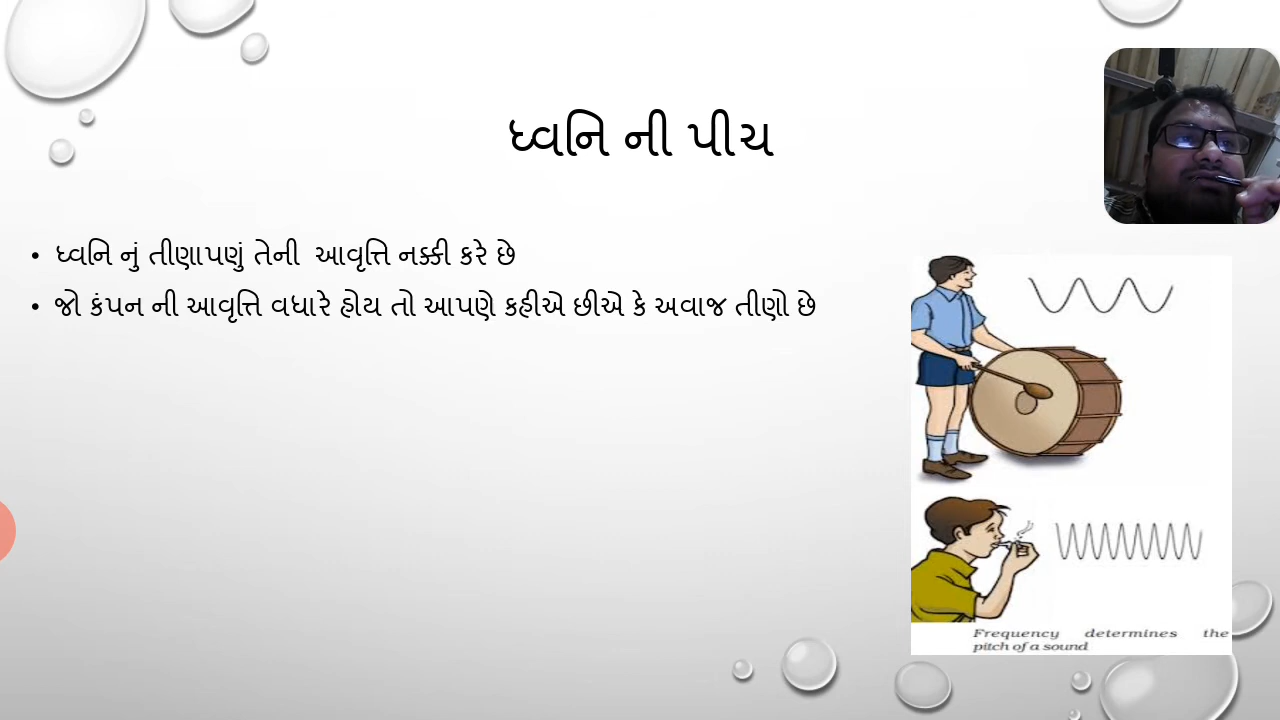 ધ્વનિ ની પીચ
• ધ્વનિ નું તીણાપણું તેની આવૃત્તિ નક્કી કરે છે
• જો કંપન ની આવૃત્તિ વધારે હોય તો આપણે કહીએ છીએ કે અવાજ તીણો છે
Frequency determines the
pitch of a sound